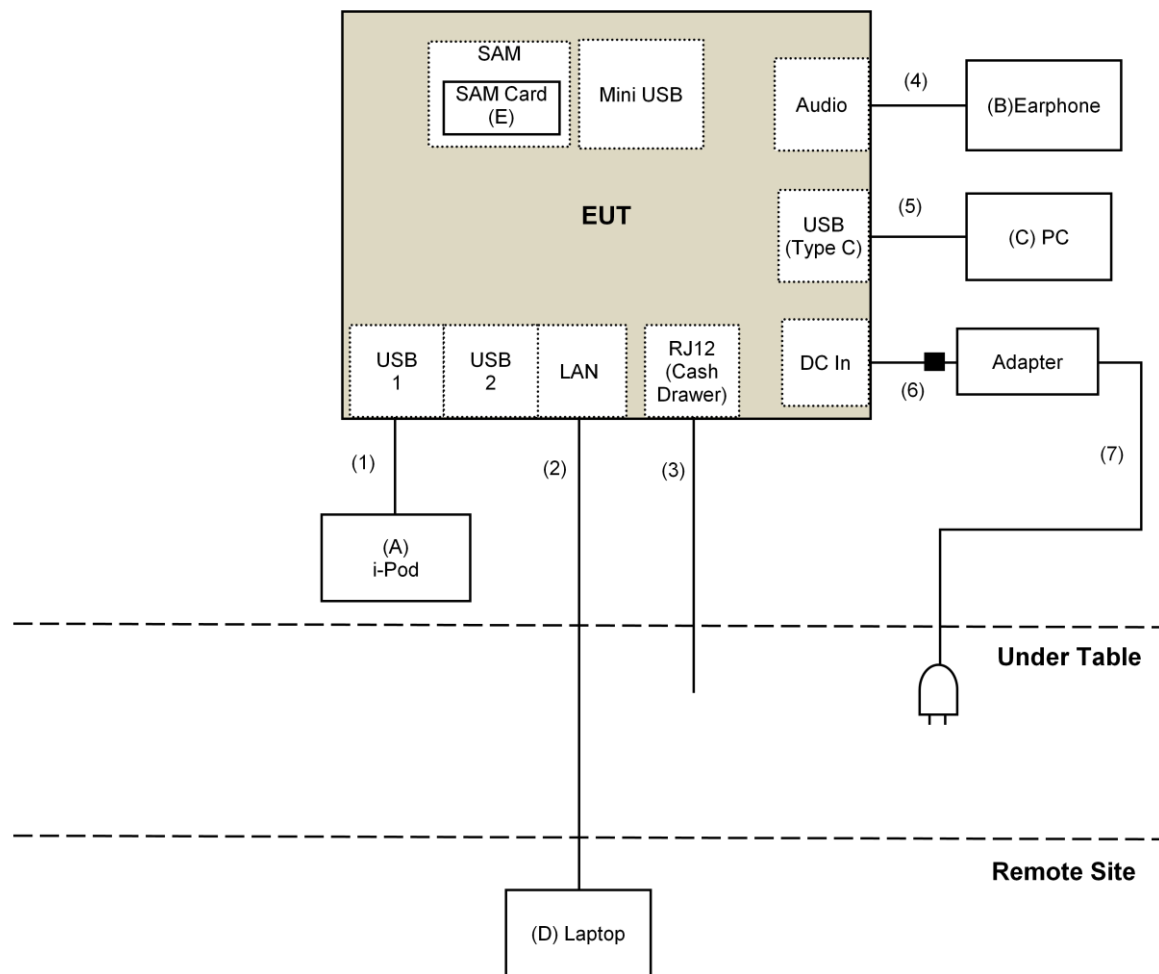 SAM
SAM Card
(E)
Mini USB
Audio
(4)
(B)Earphone
EUT
USB
(Type C)
(5)
(C) PC
USB
1
USB
2
LAN
RJ12
(Cash
Drawer)
DC In
(6)
Adapter
(1)
(2)
(3)
(7)
(A)
i-Pod
Under Table
Remote Site
(D) Laptop